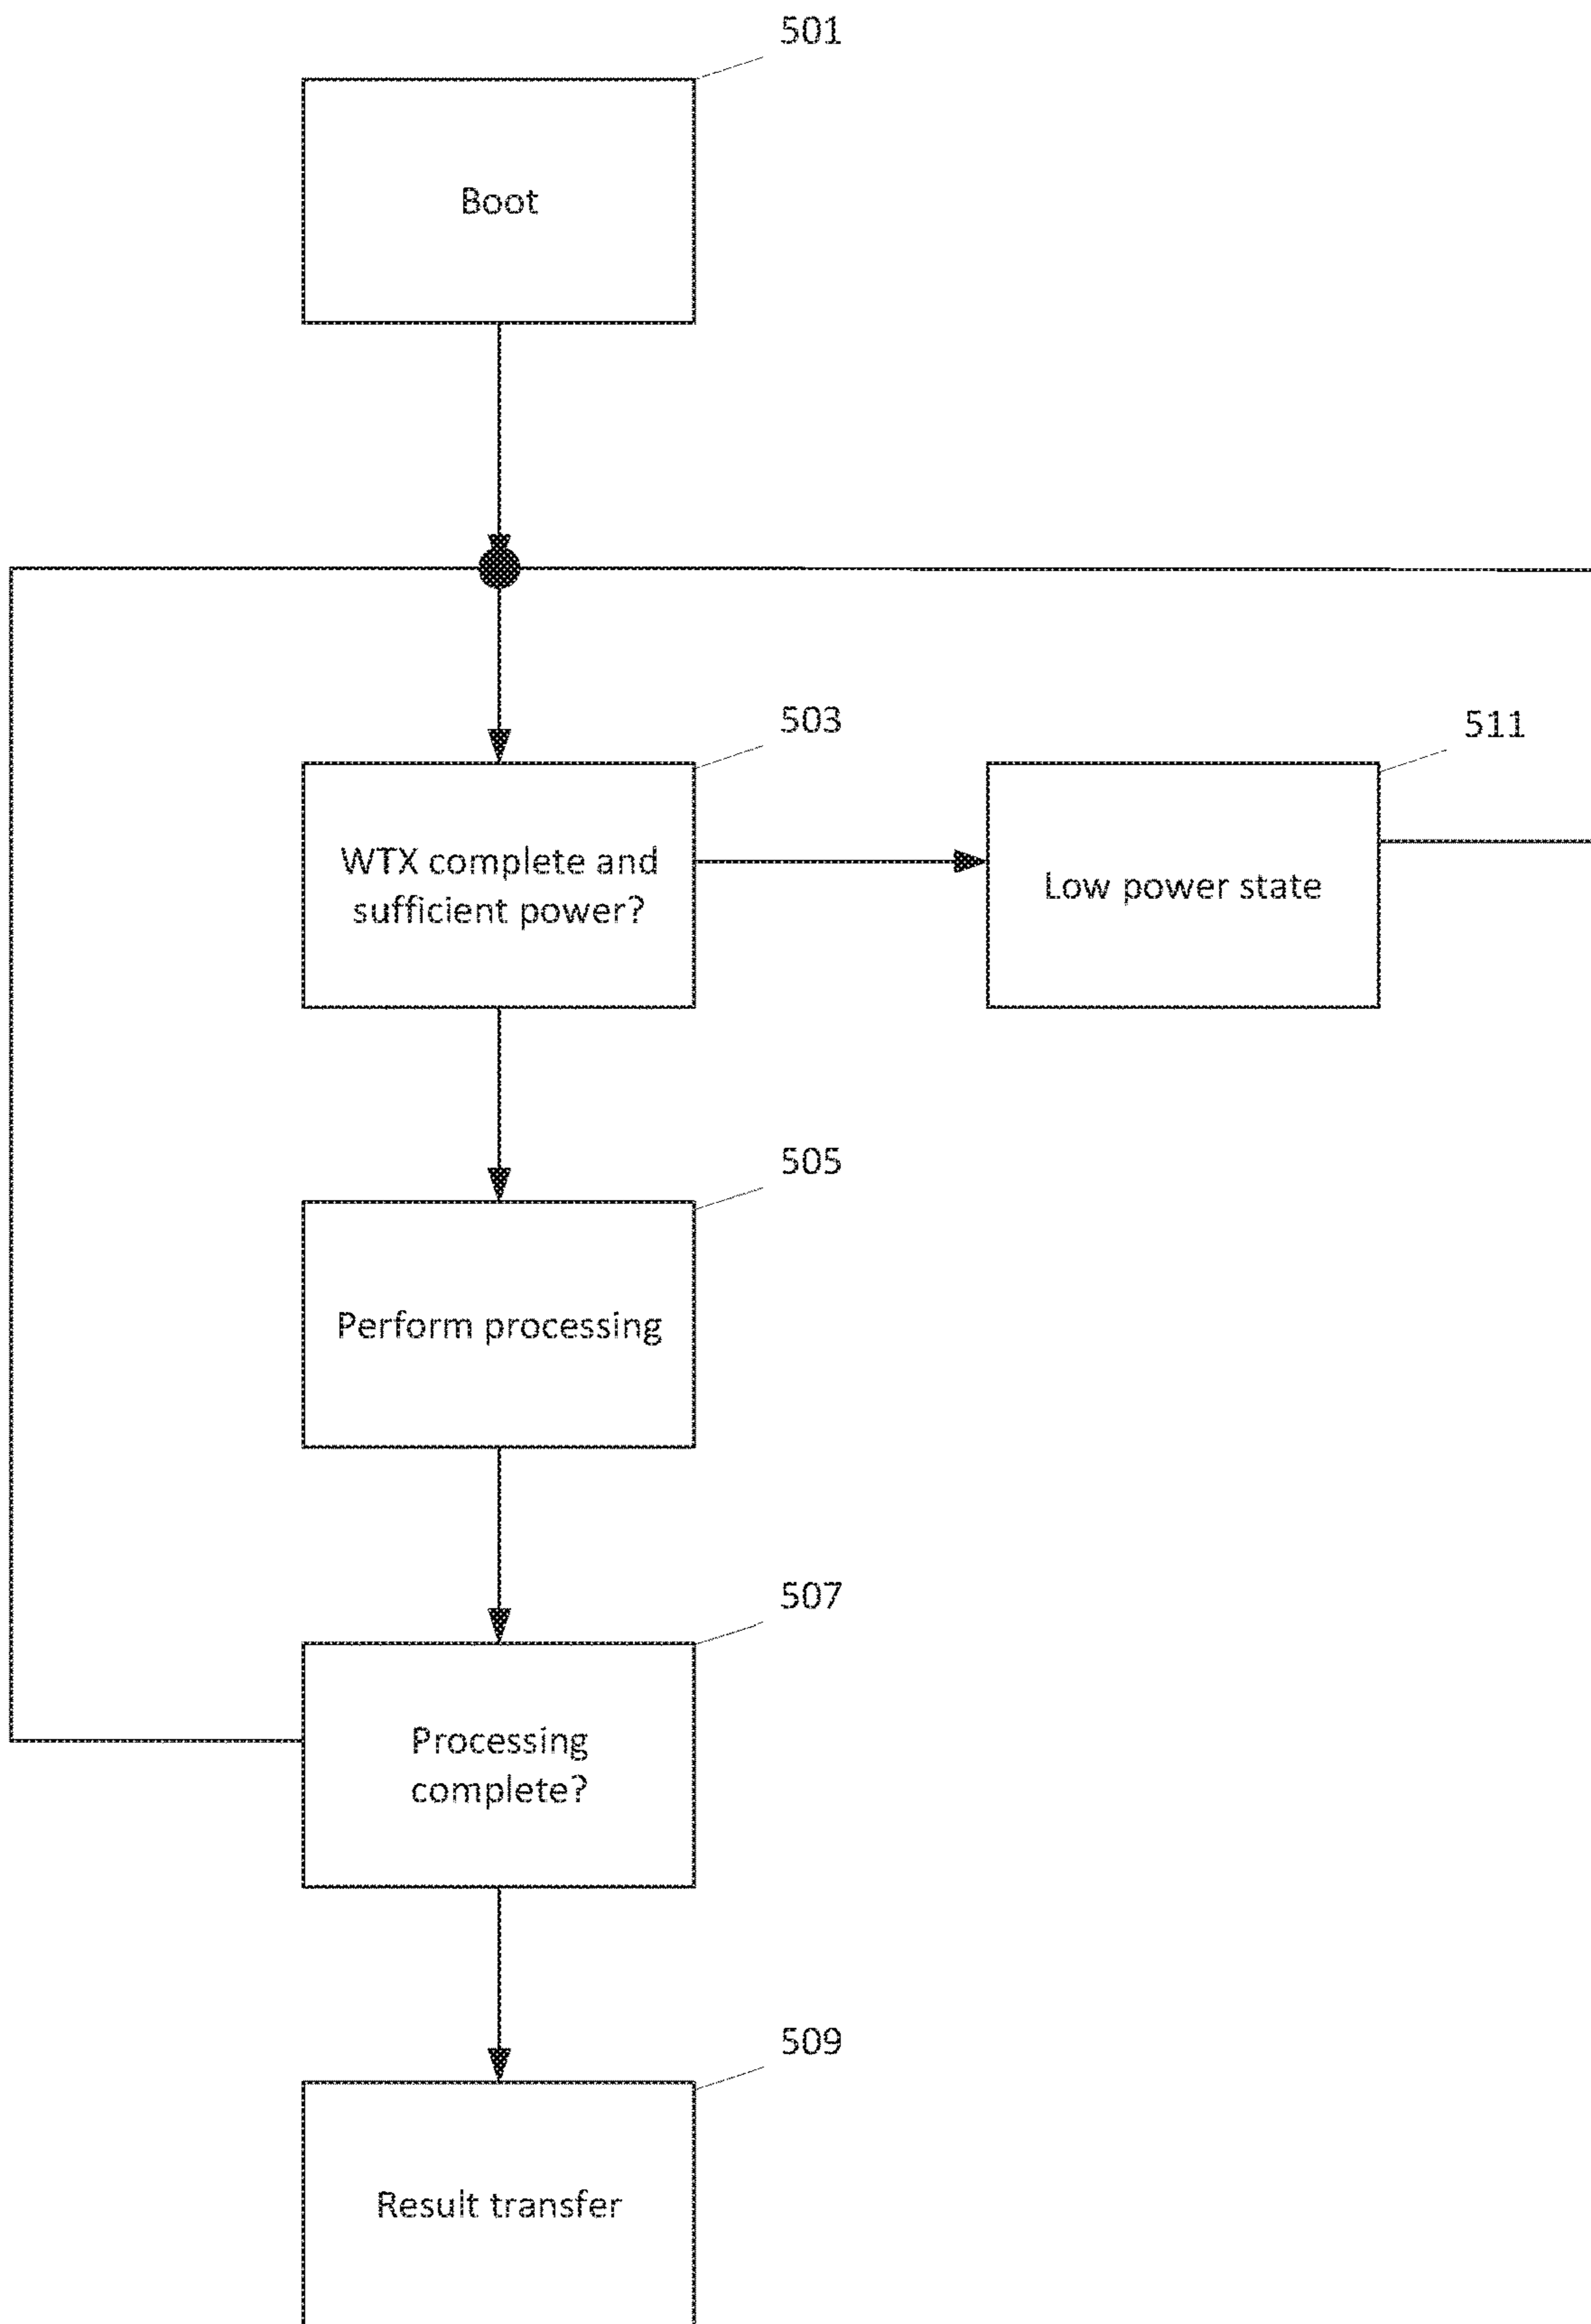 501
Boot
503
511
WTX complete and
sufficient power?
Low power state
505
Perform processing
507
Processing
complete?
509
Result transfer